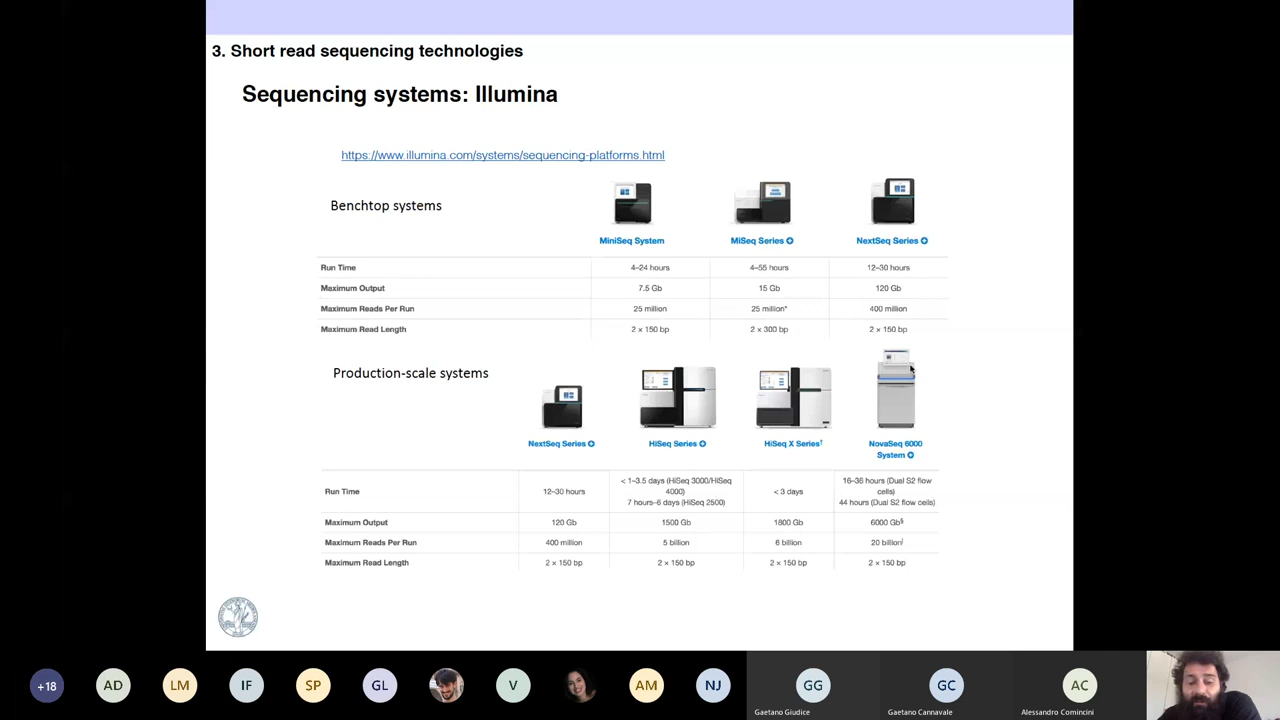 3. Short read sequencing technologies
Sequencing systems: Illumina
https://www.illumina.com/systems/sequencing-platforms.html
Benchtop systems
MiniSeq System MiSeq Series NextSeq Series
Run Time 4–24 hours 4–55 hours 12–30 hours
Maximum Output 7.5 Gb 15 Gb 120 Gb
Maximum Reads Per Run 25 million 25 million* 400 million
Maximum Read Length 2 × 150 bp 2 × 300 bp 2 × 150 bp
Production-scale systems
NextSeq Series HiSeq Series HiSeq X Series† NovaSeq 6000
System
< 1–3.5 days (HiSeq 3000/HiSeq 16–36 hours (Dual S2 flow
Run Time 12–30 hours 4000) < 3 days cells)
7 hours–6 days (HiSeq 2500) 44 hours (Dual S2 flow cells)
Maximum Output 120 Gb 1500 Gb 1800 Gb 6000 Gb§
Maximum Reads Per Run 400 million 5 billion 6 billion 20 billion
Maximum Read Length 2 × 150 bp 2 × 150 bp 2 × 150 bp 2 × 150 bp
+18 AD LM IF SP GL V AM NJ GG GC AC
Gaetano Giudice Gaetano Cannavale Alessandro Comincini